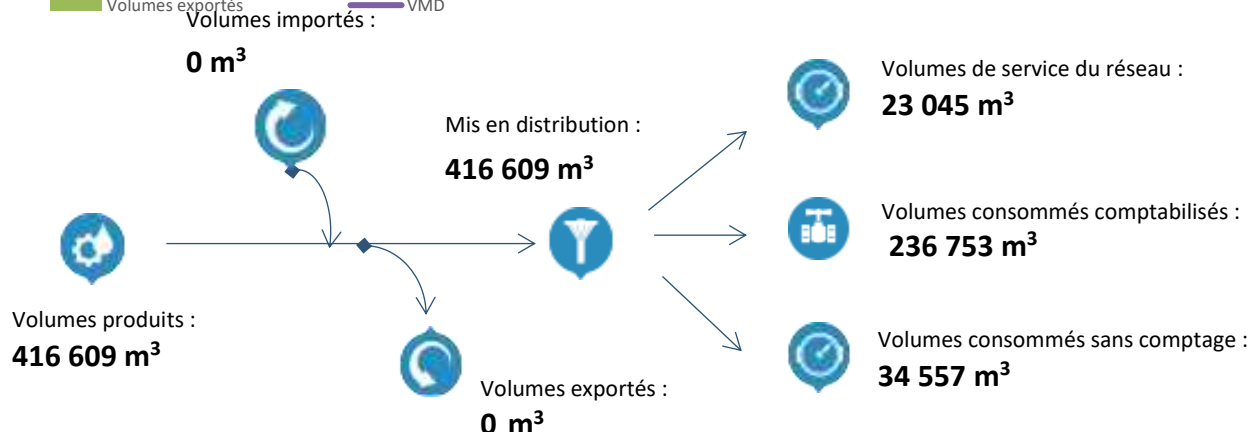 Volumes exportés
VMD
Volumes importés :
0 m³
Volumes de service du réseau :
23 045 m³
Mis en distribution :
416 609 m³
Volumes consommés comptabilisés :
236 753 m³
Volumes produits :
416 609 m³
Volumes consommés sans comptage :
34 557 m³
Volumes exportés :
0 m³